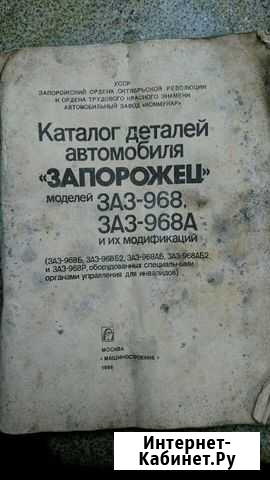 УССР
ЗАПОРОЖСКИЙ ОРДЕНА ОКТЯБРЬСКОЙ РЕВОЛЮЦИИ
И ОРДЕНА ТРУДОВОГО КРАСНОГО ЗНАМЕНИ
АВТОМОБИЛЬНЫЙ ЗАВОД «КОММУНАР»
Каталог деталей
автомобиля
«ЗАПОРОЖЕЦ»
моделей ЗАЗ-968,
ЗАЗ-968А
и их модификаций
(ЗАЗ-968Б, ЗАЗ-968Б2, ЗАЗ-968АБ, ЗАЗ-968АБ2
и ЗАЗ-968Р, оборудованных специальными
органами управления для инвалидов)
МОСКВА
«МАШИНОСТРОЕНИЕ»
Интернет-
Кабинет.Ру